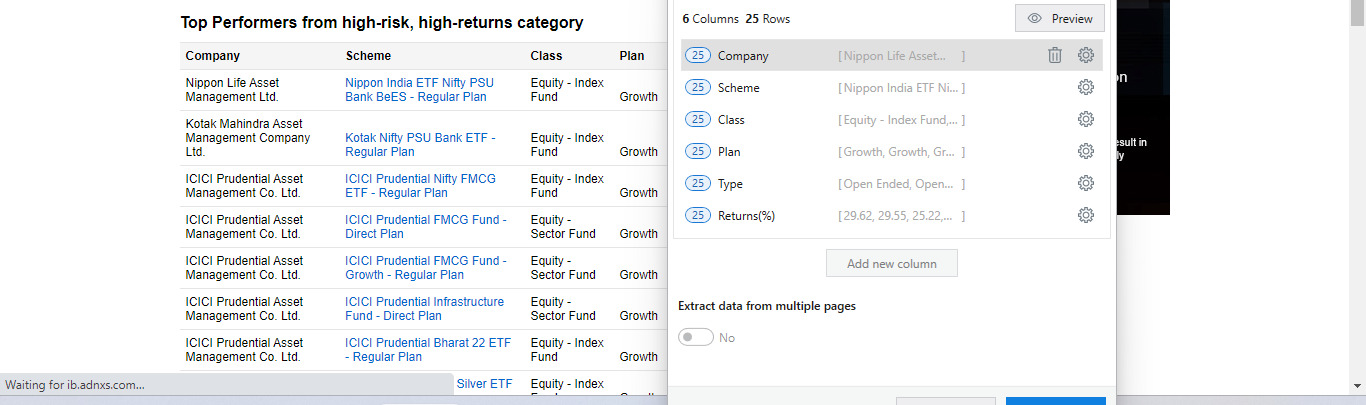 Top Performers from high-risk, high-returns category
Company Scheme Class Plan
Nippon Life Asset
Management Ltd.
Nippon India ETF Nifty PSU
Bank BeES - Regular Plan
Equity - Index
Fund
Growth
Kotak Mahindra Asset
Management Company
Ltd.
Kotak Nifty PSU Bank ETF -
Regular Plan
Equity - Index
Fund
Growth
ICICI Prudential Asset
Management Co. Ltd.
ICICI Prudential Nifty FMCG
ETF - Regular Plan
Equity - Index
Fund
Growth
ICICI Prudential Asset
Management Co. Ltd.
ICICI Prudential FMCG Fund -
Direct Plan
Equity -
Sector Fund
Growth
ICICI Prudential Asset
Management Co. Ltd.
ICICI Prudential FMCG Fund -
Growth - Regular Plan
Equity -
Sector Fund
Growth
ICICI Prudential Asset
Management Co. Ltd.
ICICI Prudential Infrastructure
Fund - Direct Plan
Equity -
Sector Fund
Growth
ICICI Prudential Asset
Management Co. Ltd.
ICICI Prudential Bharat 22 ETF
- Regular Plan
Equity - Index
Fund
Growth
Silver ETF
Equity - Index
Waiting for ib.adnxs.com...
6 Columns 25 Rows
Preview
25 Company [ Nippon Life Asset... ]
25 Scheme [ Nippon India ETF Ni... ]
25 Class [ Equity - Index Fund,... ]
25 Plan [ Growth, Growth, Gr... ]
25 Type [ Open Ended, Open... ]
25 Returns(%) [ 29.62, 29.55, 25.22,... ]
Add new column
Extract data from multiple pages
No
on
esult in
ly